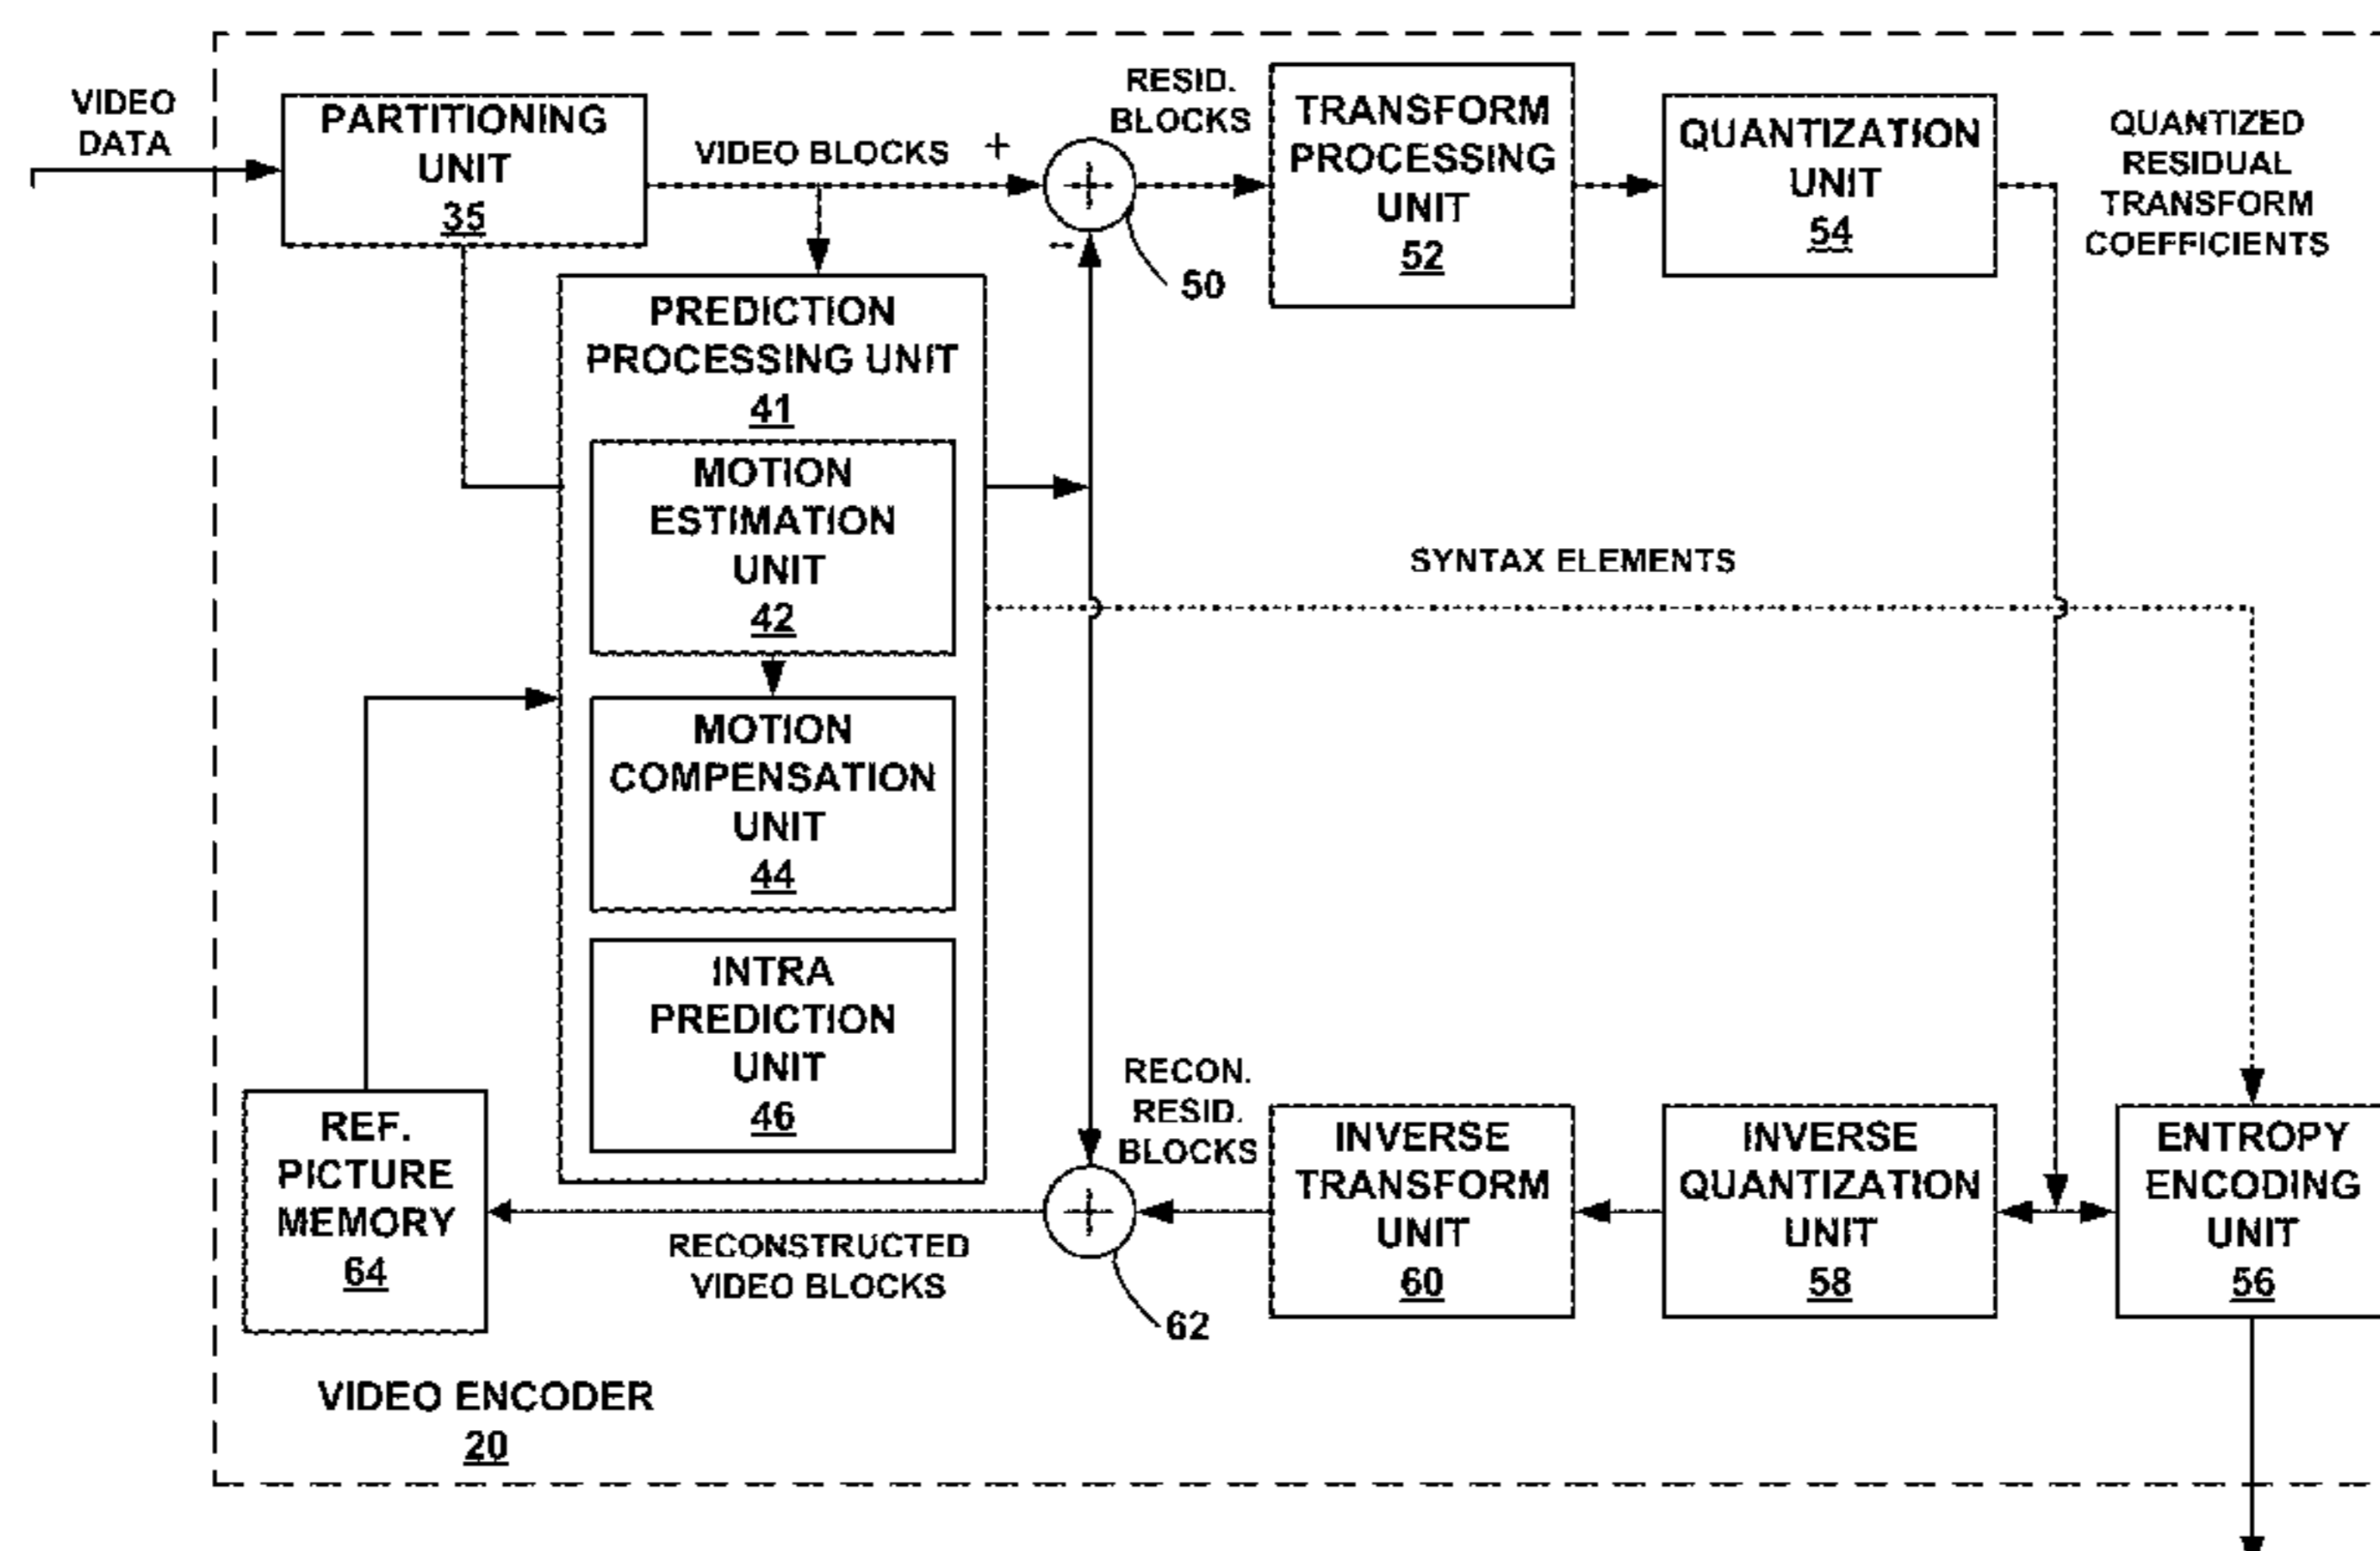 VIDEO
DATA
PARTITIONING
UNIT
35
VIDEO BLOCKS
+
RESID.
BLOCKS
–
50
TRANSFORM
PROCESSING
UNIT
52
QUANTIZATION
UNIT
54
QUANTIZED
RESIDUAL
TRANSFORM
COEFFICIENTS
PREDICTION
PROCESSING UNIT
41
MOTION
ESTIMATION
UNIT
42
SYNTAX ELEMENTS
MOTION
COMPENSATION
UNIT
44
INTRA
PREDICTION
UNIT
46
REF.
PICTURE
MEMORY
64
RECONSTRUCTED
VIDEO BLOCKS
62
RECON.
RESID.
BLOCKS
INVERSE
TRANSFORM
UNIT
60
INVERSE
QUANTIZATION
UNIT
58
ENTROPY
ENCODING
UNIT
56
VIDEO ENCODER
20